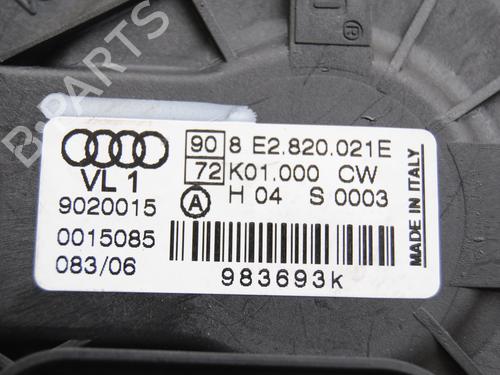 B-Parts
90 8 E2.820.021E
VL 1 72 K01.000 CW
9020015 A H 04 S 0003
0015085
083/06 983693k
MADE IN ITALY